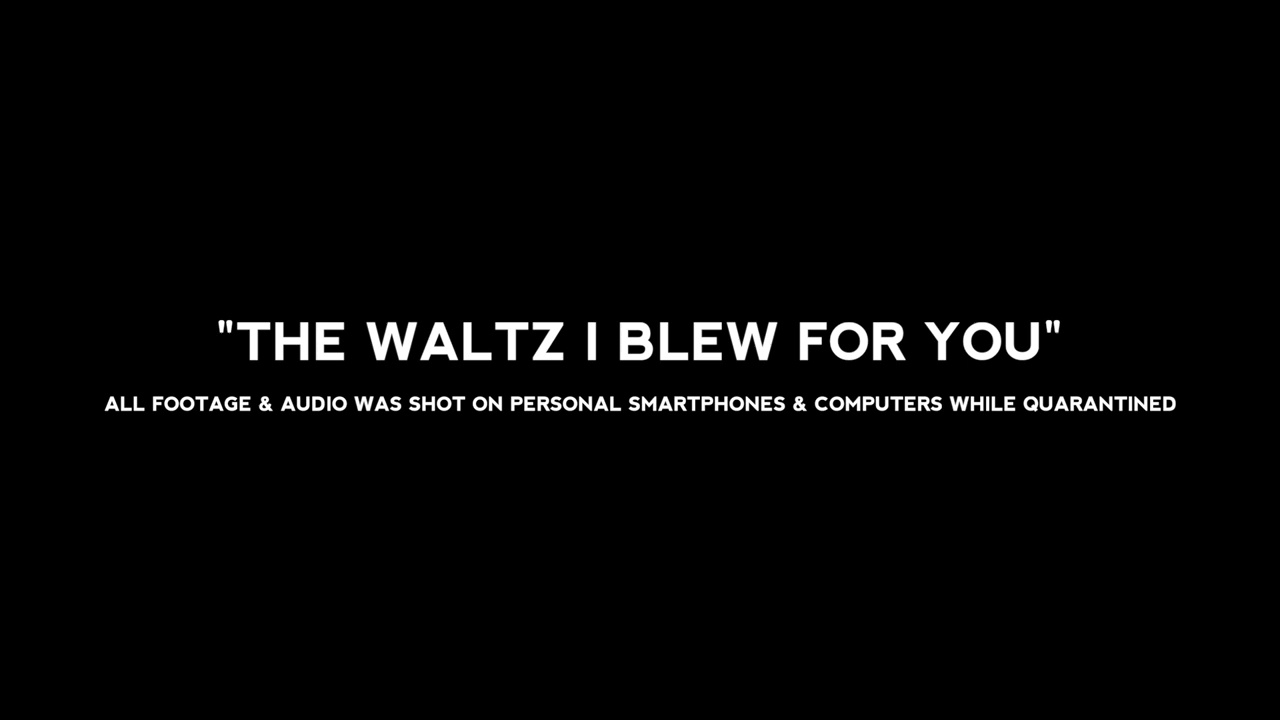 "THE WALTZ I BLEW FOR YOU"
ALL FOOTAGE & AUDIO WAS SHOT ON PERSONAL SMARTPHONES & COMPUTERS WHILE QUARANTINED